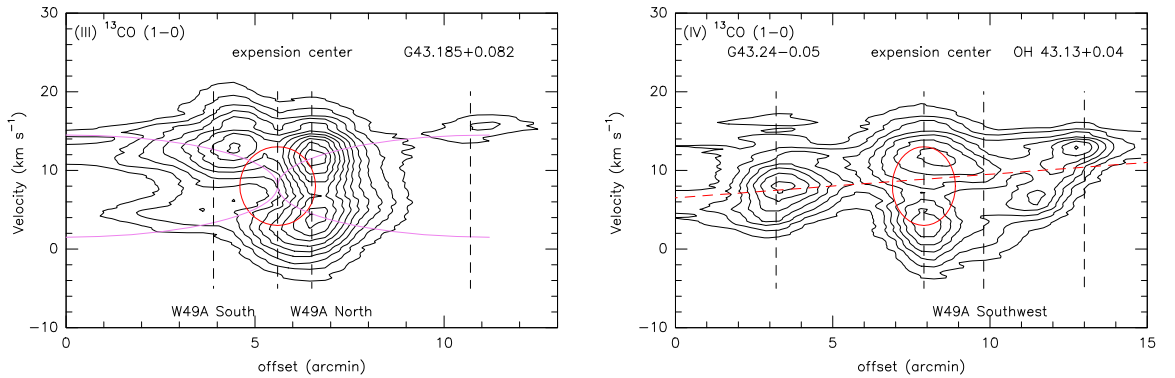 30
20
10
0
−10
Velocity (km s⁻¹)
(III) ¹³CO (1−0)
expension center
G43.185+0.082
W49A South
W49A North
0
5
10
offset (arcmin)
30
20
10
0
−10
Velocity (km s⁻¹)
(IV) ¹³CO (1−0)
G43.24−0.05
expension center
OH 43.13+0.04
W49A Southwest
0
5
10
15
offset (arcmin)